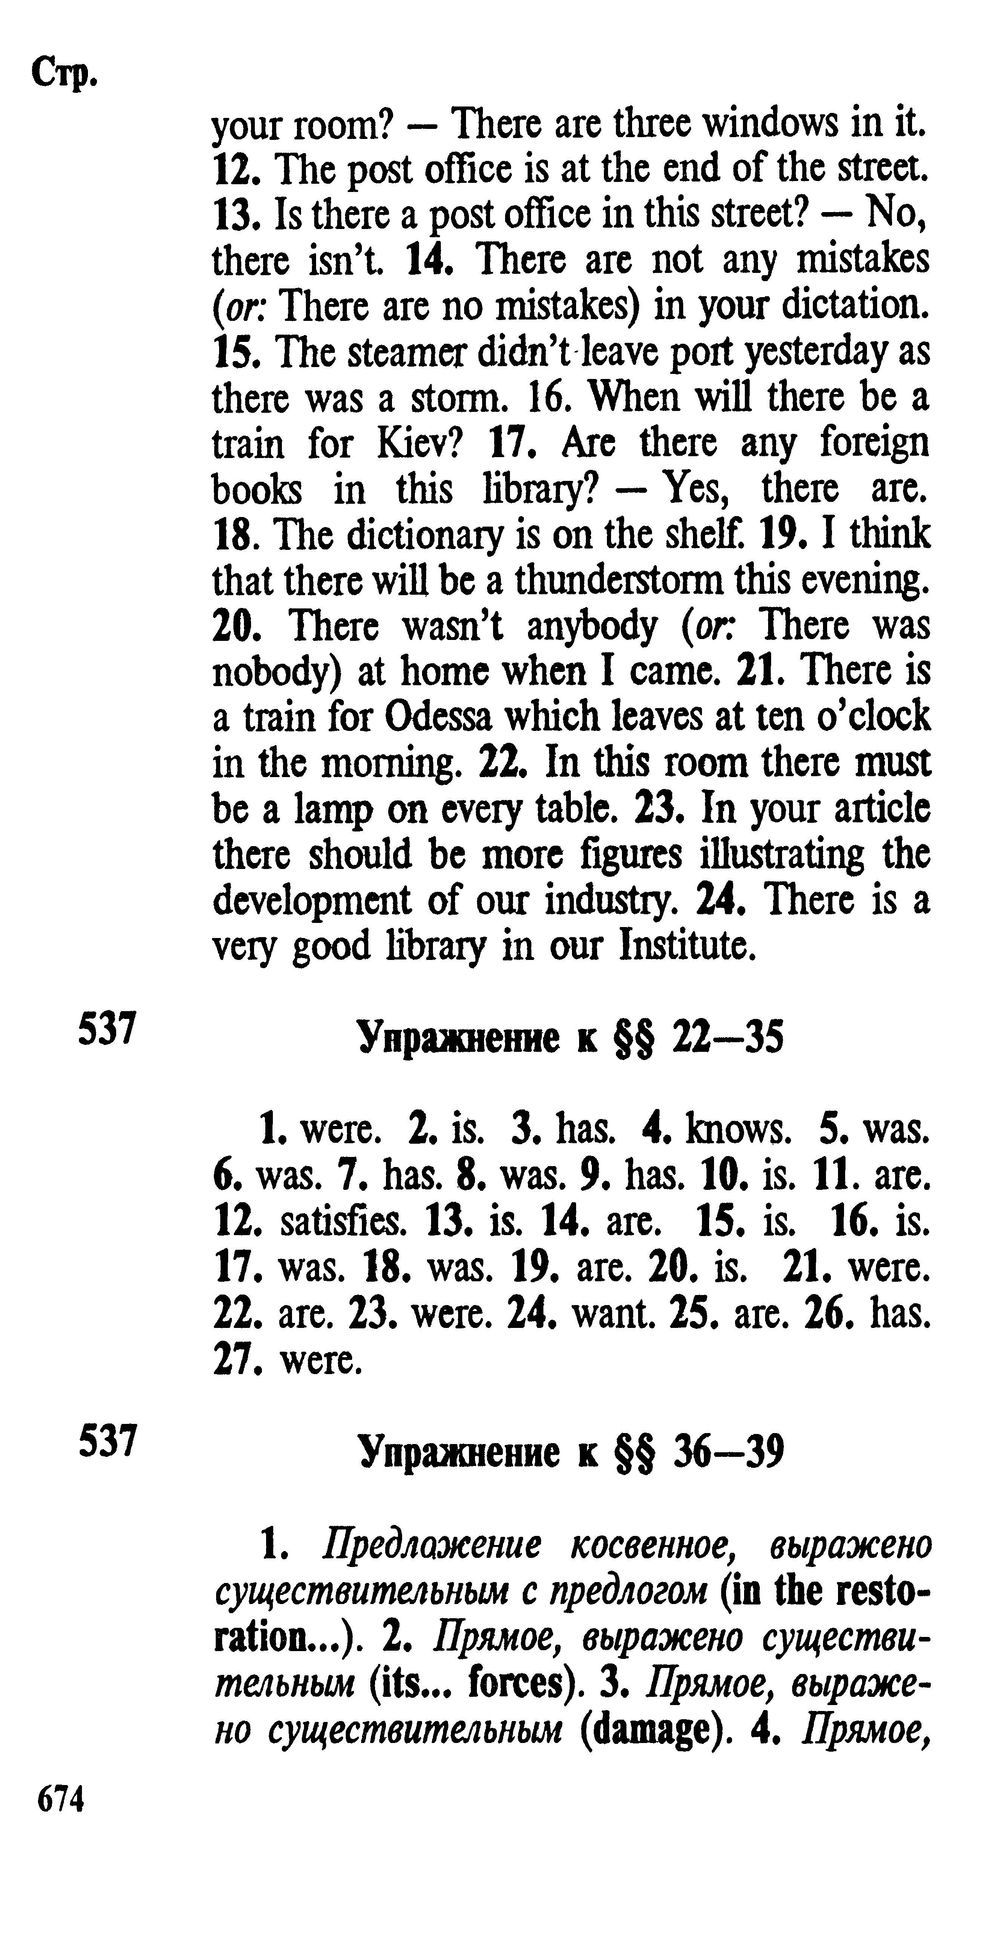 Стр.
your room? — There are three windows in it.
12. The post office is at the end of the street.
13. Is there a post office in this street? — No,
there isn't. 14. There are not any mistakes
(or: There are no mistakes) in your dictation.
15. The steamer didn't leave port yesterday as
there was a storm. 16. When will there be a
train for Kiev? 17. Are there any foreign
books in this library? — Yes, there are.
18. The dictionary is on the shelf. 19. I think
that there will be a thunderstorm this evening.
20. There wasn't anybody (or: There was
nobody) at home when I came. 21. There is
a train for Odessa which leaves at ten o'clock
in the morning. 22. In this room there must
be a lamp on every table. 23. In your article
there should be more figures illustrating the
development of our industry. 24. There is a
very good library in our Institute.
537 Упражнение к §§ 22—35
1. were. 2. is. 3. has. 4. knows. 5. was.
6. was. 7. has. 8. was. 9. has. 10. is. 11. are.
12. satisfies. 13. is. 14. are. 15. is. 16. is.
17. was. 18. was. 19. are. 20. is. 21. were.
22. are. 23. were. 24. want. 25. are. 26. has.
27. were.
537 Упражнение к §§ 36—39
1. Предложение косвенное, выражено
существительным с предлогом (in the resto-
ration...). 2. Прямое, выражено существи-
тельным (its... forces). 3. Прямое, выраже-
но существительным (damage). 4. Прямое,
674